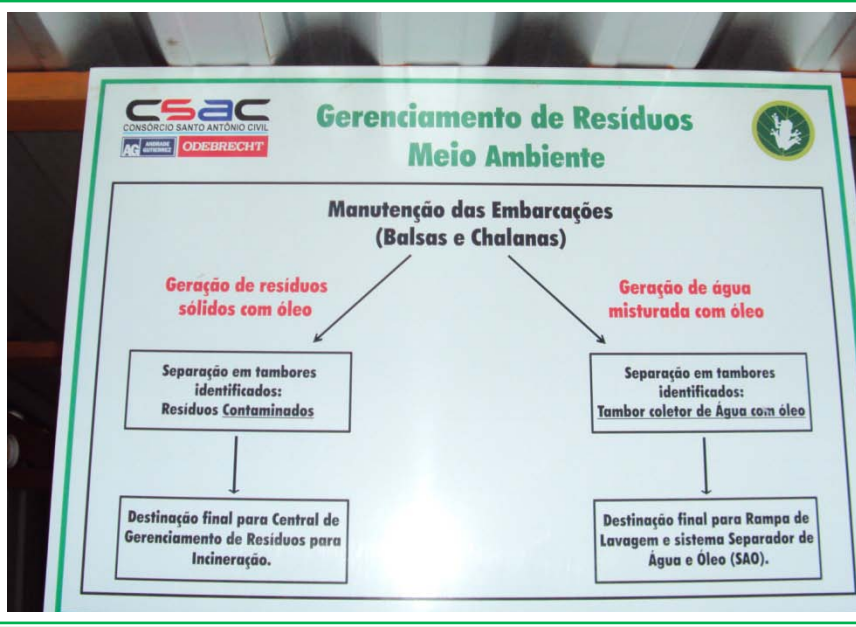 CSAC
CONSÓRCIO SANTO ANTÔNIO CIVIL
AG ANDRADE GUTIERREZ ODEBRECHT
Gerenciamento de Resíduos
Meio Ambiente
Manutenção das Embarcações
(Balsas e Chalanas)
Geração de resíduos
sólidos com óleo
Separação em tambores
identificados:
Resíduos Contaminados
Destinação final para Central de
Gerenciamento de Resíduos para
Incineração.
Geração de água
misturada com óleo
Separação em tambores
identificados:
Tambor coletor de Água com óleo
Destinação final para Rampa de
Lavagem e sistema Separador de
Água e Óleo (SAO).